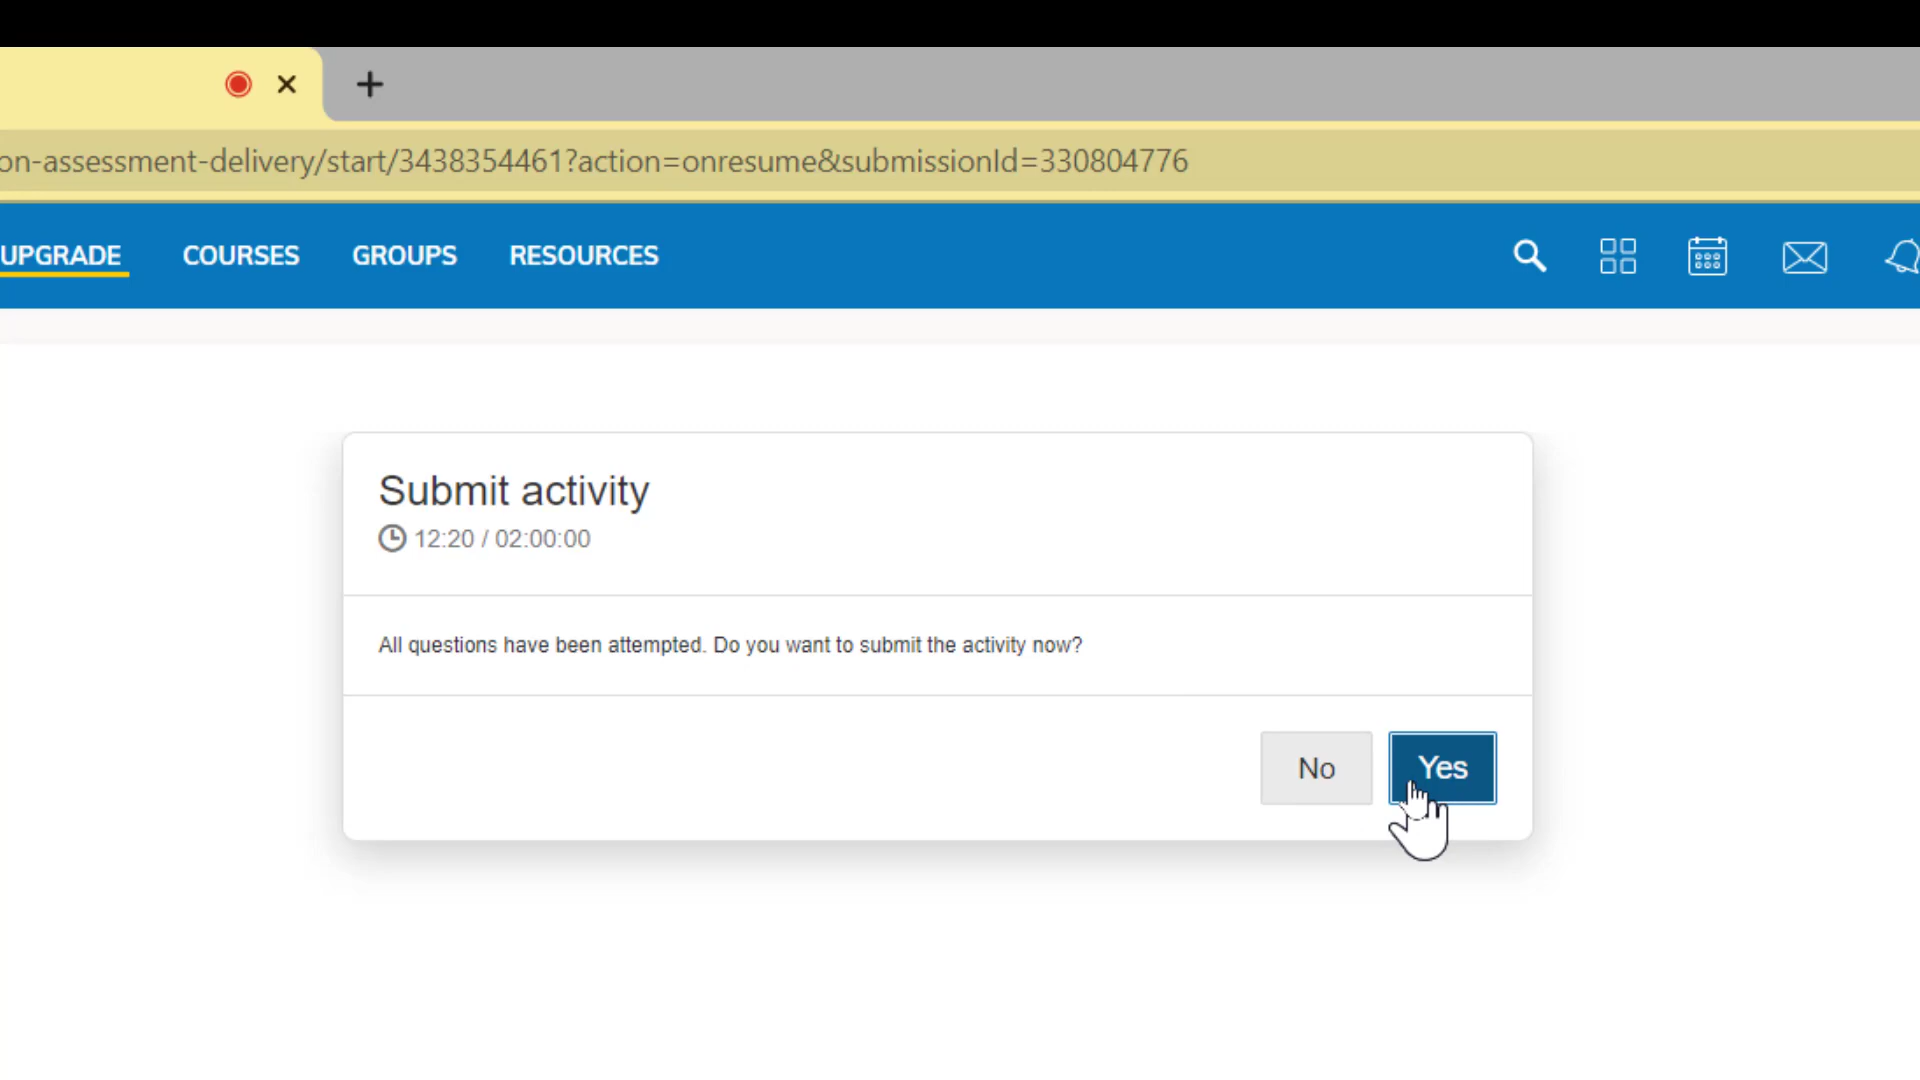 on-assessment-delivery/start/3438354461?action=onresume&submissionId=330804776
UPGRADE COURSES GROUPS RESOURCES
Submit activity
12:20 / 02:00:00
All questions have been attempted. Do you want to submit the activity now?
No Yes